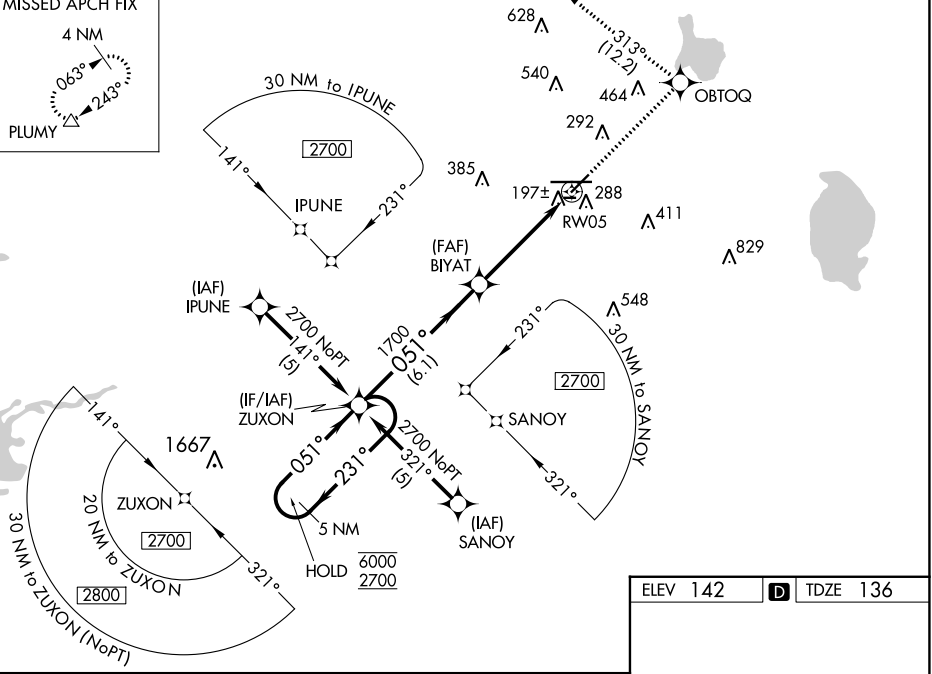 MISSED APCH FIX
4 NM
063°
243°
PLUMY
628
313°
(12.2)
540
464
OBTOQ
292
30 NM to IPUNE
2700
141°
231°
IPUNE
385
197±
288
RW05
411
829
(FAF)
BIYAT
(IAF)
IPUNE
2700 NoPT
141°
(5)
1700
051°
(6.1)
548
231°
30 NM to SANOY
2700
SANOY
321°
(IF/IAF)
ZUXON
2700 NoPT
321°
(5)
(IAF)
SANOY
051°
231°
5 NM
HOLD
6000
2700
141°
1667
ZUXON
2700
20 NM to ZUXON
321°
2800
30 NM to ZUXON (NoPT)
ELEV 142
D
TDZE 136